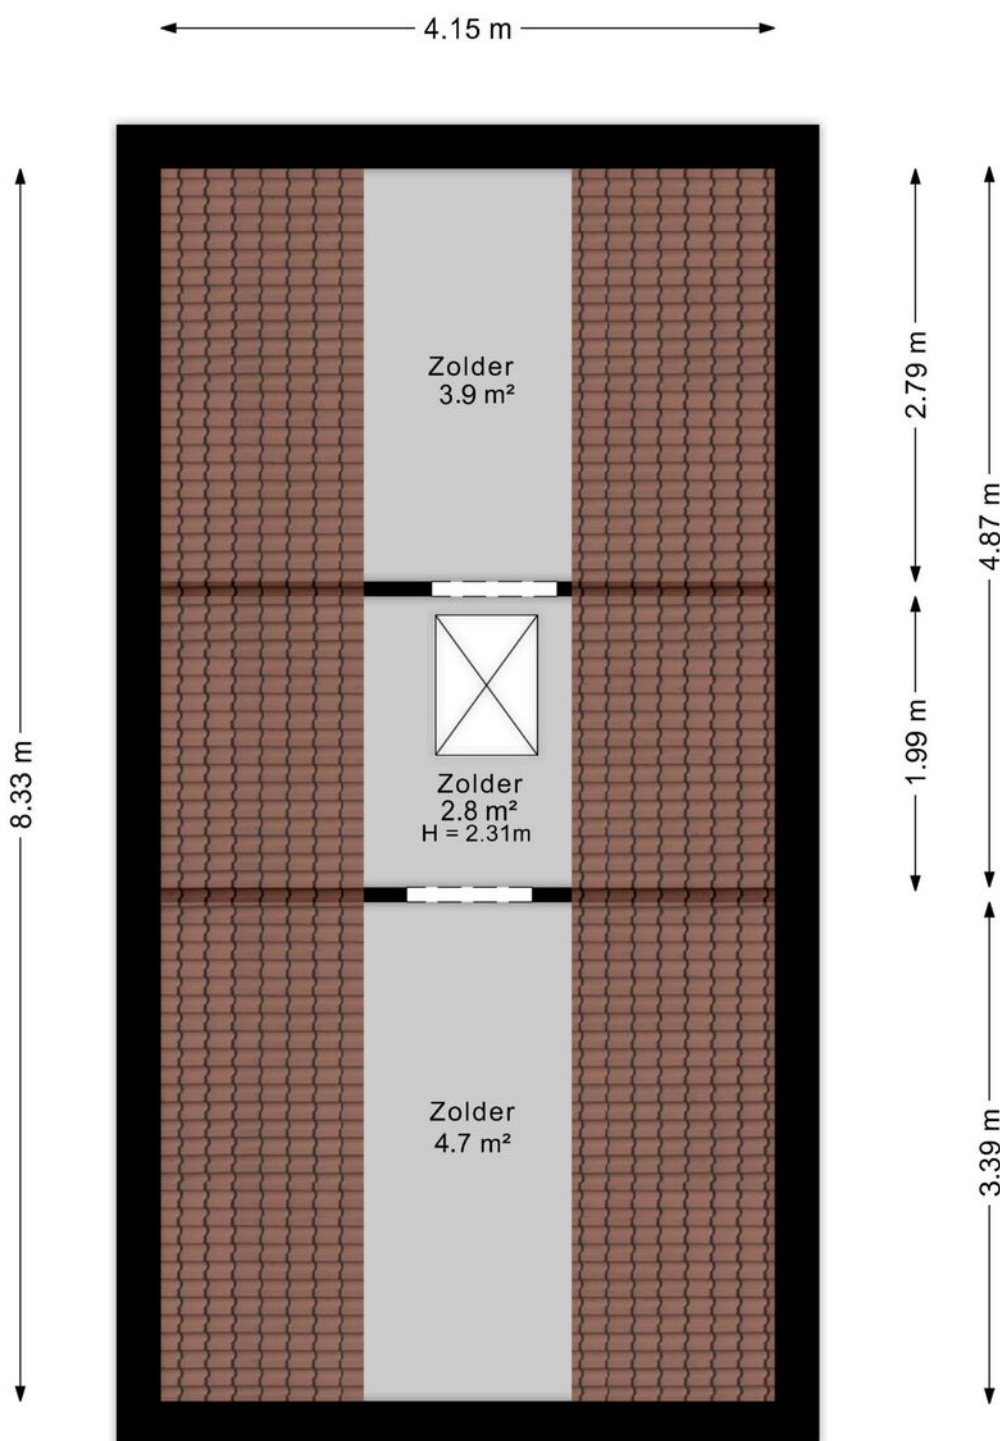 4.15 m
Zolder
3.9 m²
2.79 m
4.87 m
1.99 m
8.33 m
Zolder
2.8 m²
H = 2.31m
Zolder
4.7 m²
3.39 m